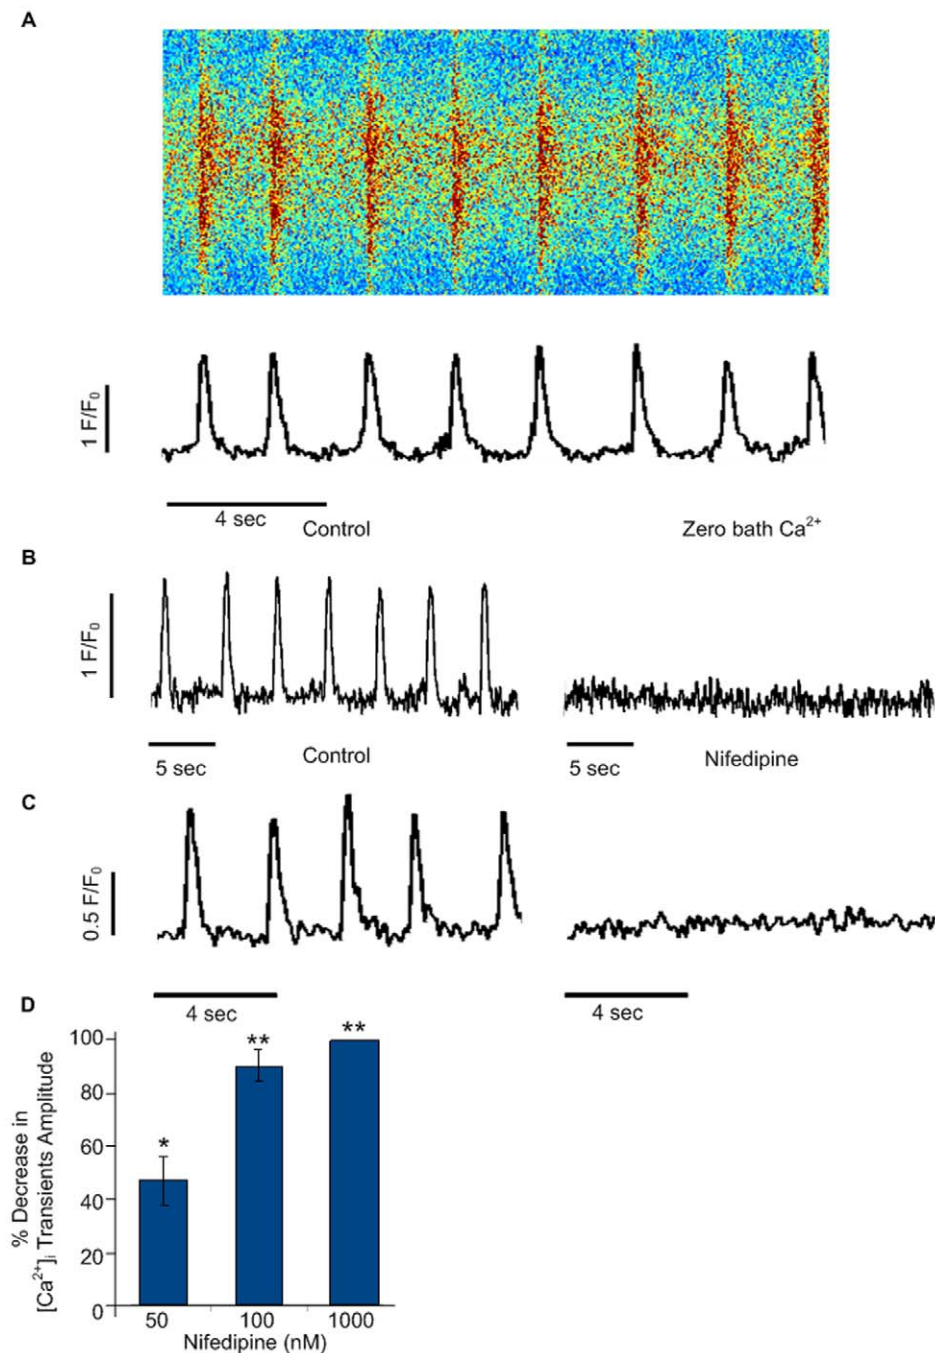 A
1 F/F0
4 sec
Control
Zero bath Ca2+
B
1 F/F0
5 sec
5 sec
Control
Nifedipine
C
0.5 F/F0
4 sec
4 sec
D
% Decrease in
[Ca2+]i Transients Amplitude
100
80
60
40
20
0
*
**
**
50
100
1000
Nifedipine (nM)